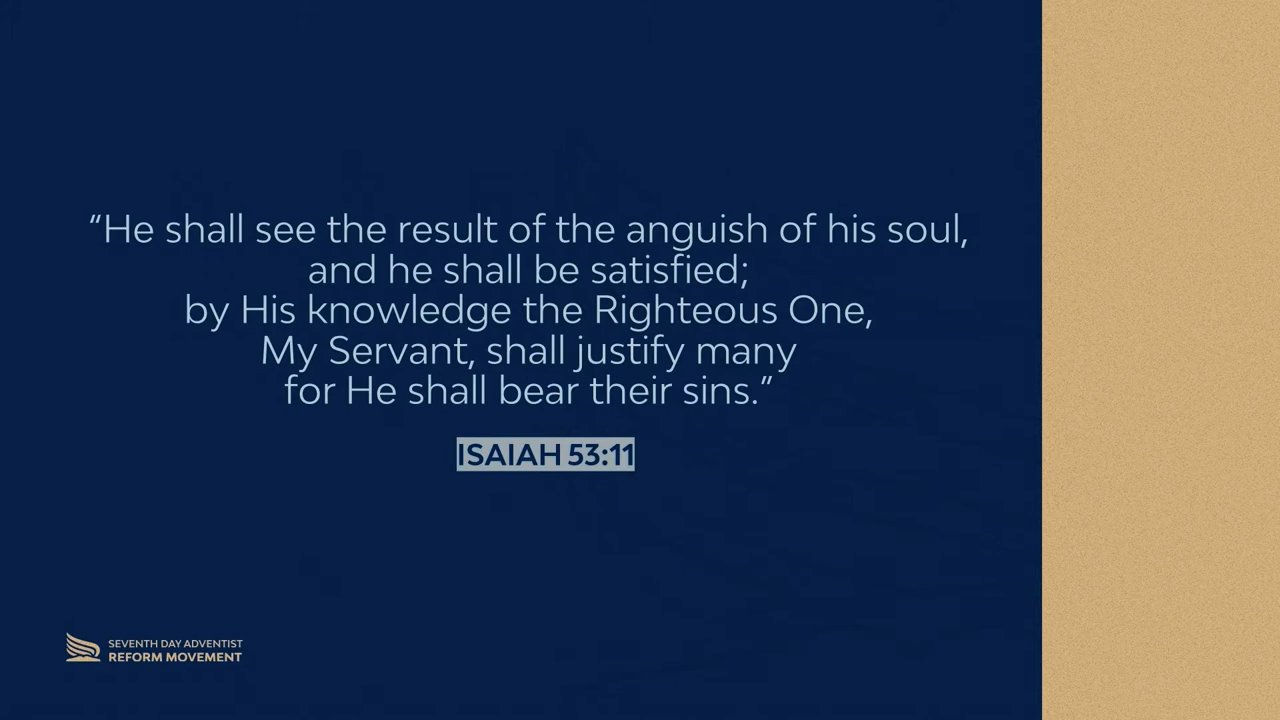 “He shall see the result of the anguish of his soul,
and he shall be satisfied;
by His knowledge the Righteous One,
My Servant, shall justify many
for He shall bear their sins.”
ISAIAH 53:11
SEVENTH DAY ADVENTIST
REFORM MOVEMENT